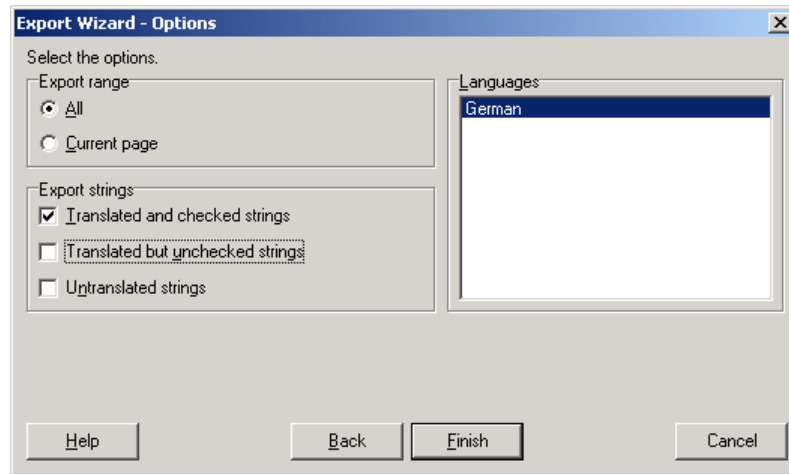 Export Wizard - Options
Select the options.
Export range
All
Current page
Export strings
Translated and checked strings
Translated but unchecked strings
Untranslated strings
Languages
German
Help
Back
Finish
Cancel